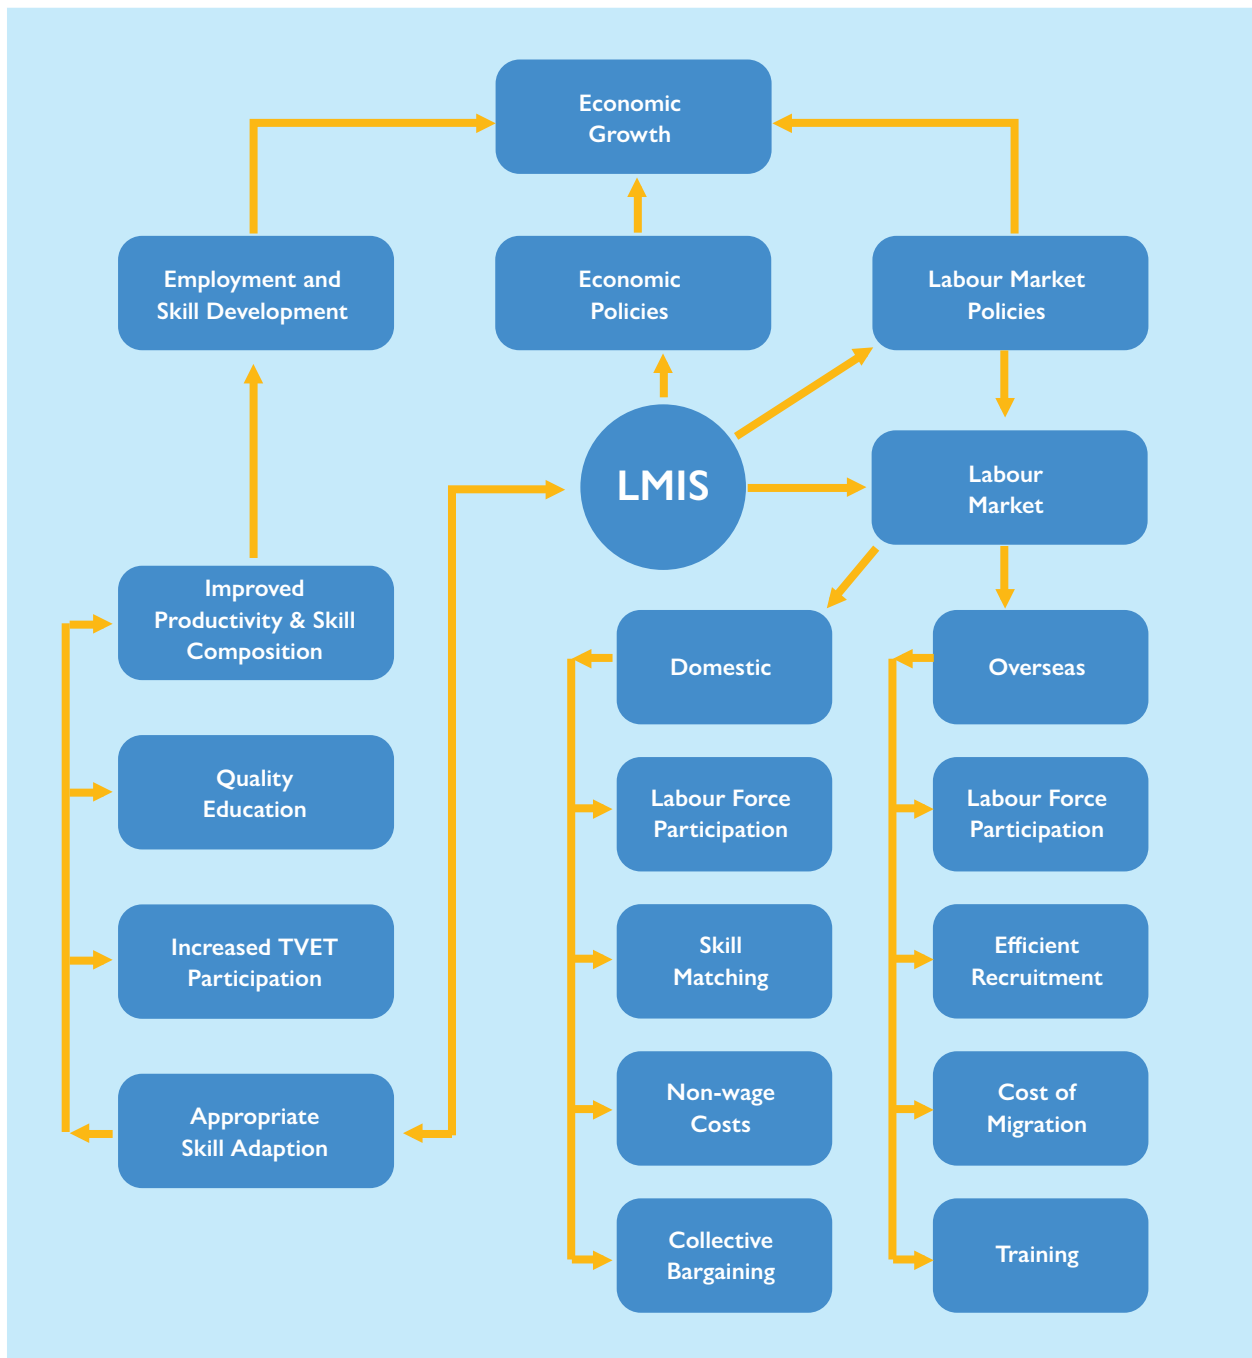 Economic
Growth
Employment and
Skill Development
Economic
Policies
Labour Market
Policies
LMIS
Labour
Market
Improved
Productivity & Skill
Composition
Domestic
Overseas
Quality
Education
Labour Force
Participation
Labour Force
Participation
Increased TVET
Participation
Skill
Matching
Efficient
Recruitment
Appropriate
Skill Adaption
Non-wage
Costs
Cost of
Migration
Collective
Bargaining
Training